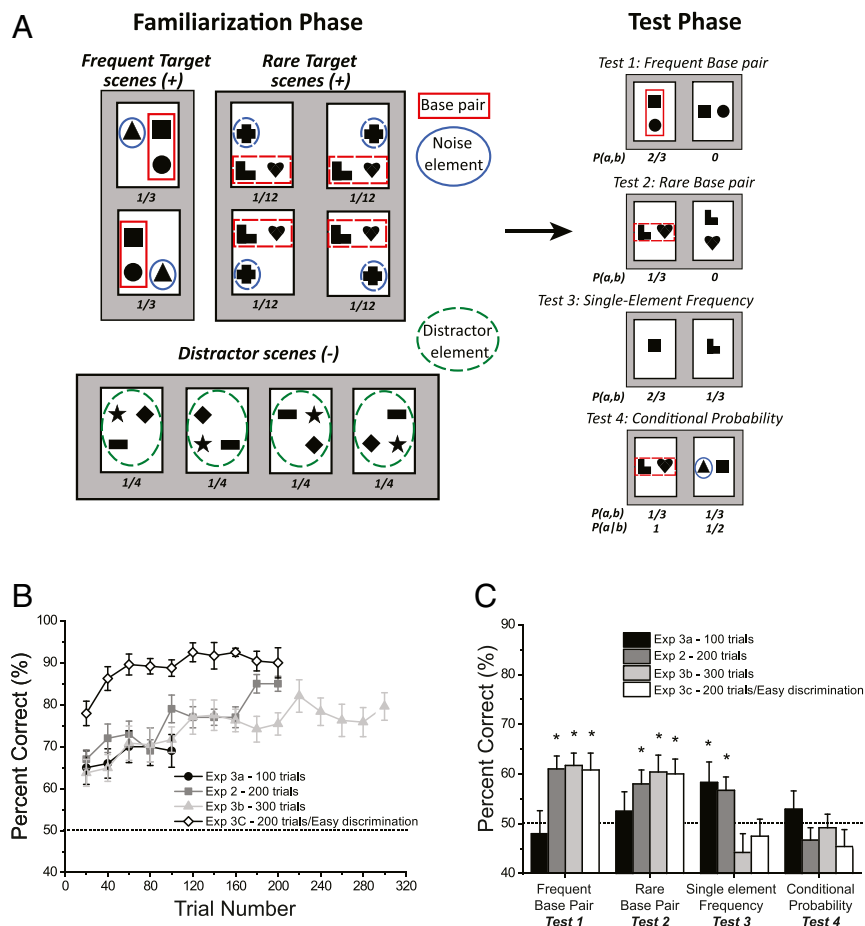 A
Familiarization Phase
Test Phase
Frequent Target
scenes (+)
Rare Target
scenes (+)
Base pair
Noise
element
1/3
1/12
1/12
1/3
1/12
1/12
Distractor scenes (-)
Distractor
element
1/4
1/4
1/4
1/4
Test 1: Frequent Base pair
P(a,b)
2/3
0
Test 2: Rare Base pair
P(a,b)
1/3
0
Test 3: Single-Element Frequency
P(a,b)
2/3
1/3
Test 4: Conditional Probability
P(a,b)
1/3
1/3
P(a|b)
1
1/2
B
Percent Correct (%)
100
90
80
70
60
50
40
0
40
80
120
160
200
240
280
320
Trial Number
Exp 3a - 100 trials
Exp 2 - 200 trials
Exp 3b - 300 trials
Exp 3C - 200 trials/Easy discrimination
C
Percent Correct (%)
90
80
70
60
50
40
Exp 3a - 100 trials
Exp 2 - 200 trials
Exp 3b - 300 trials
Exp 3c - 200 trials/Easy discrimination
* * *
* * *
* *
Frequent
Base Pair
Test 1
Rare
Base Pair
Test 2
Single element
Frequency
Test 3
Conditional
Probability
Test 4